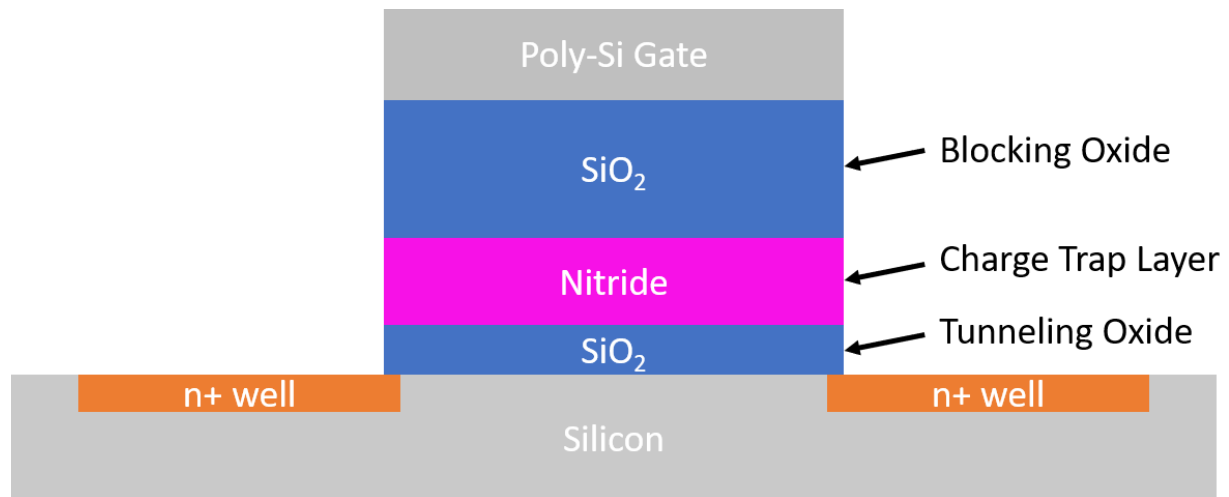 Poly-Si Gate
SiO₂
Blocking Oxide
Nitride
Charge Trap Layer
SiO₂
Tunneling Oxide
n+ well
n+ well
Silicon